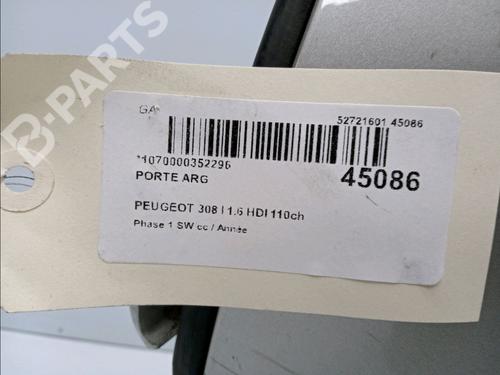 B-PARTS
GA
52721601 45086
*1070000352296
PORTE ARG
45086
PEUGEOT 308 I 1.6 HDI 110ch
Phase 1 SW cc / Année